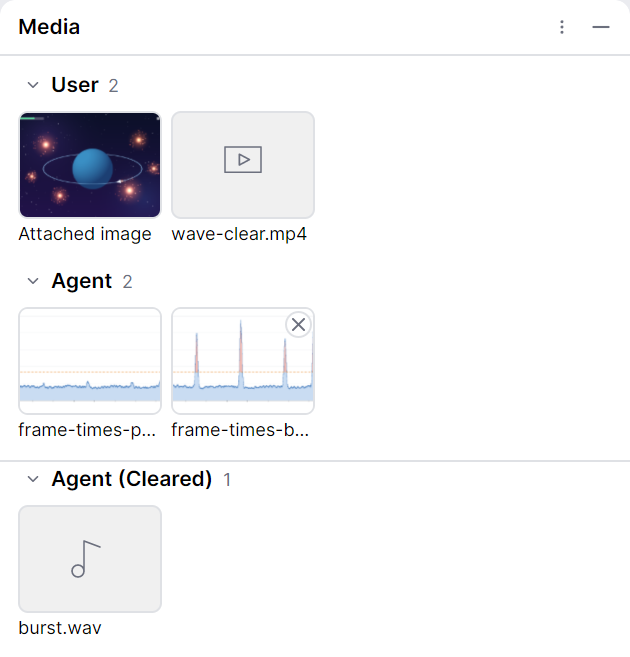 Media
User 2
Attached image
wave-clear.mp4
Agent 2
frame-times-p...
frame-times-b...
Agent (Cleared) 1
burst.wav